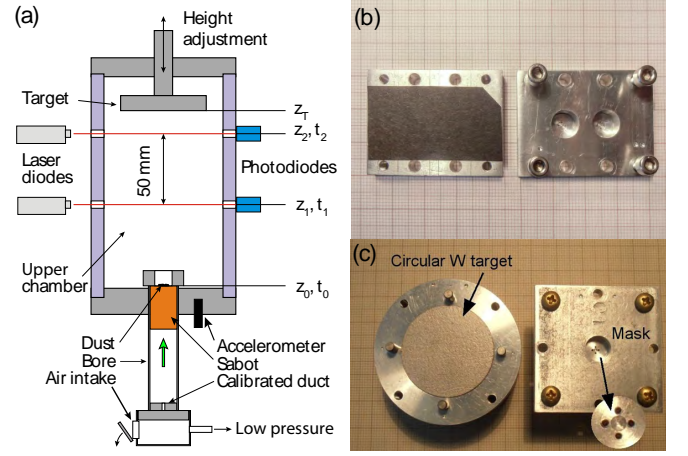 (a)
Height
adjustment
Target
z_T
z_2, t_2
Laser
diodes
50 mm
Photodiodes
z_1, t_1
Upper
chamber
z_0, t_0
Dust
Bore
Air intake
Accelerometer
Sabot
Calibrated duct
Low pressure
(b)
(c)
Circular W target
Mask